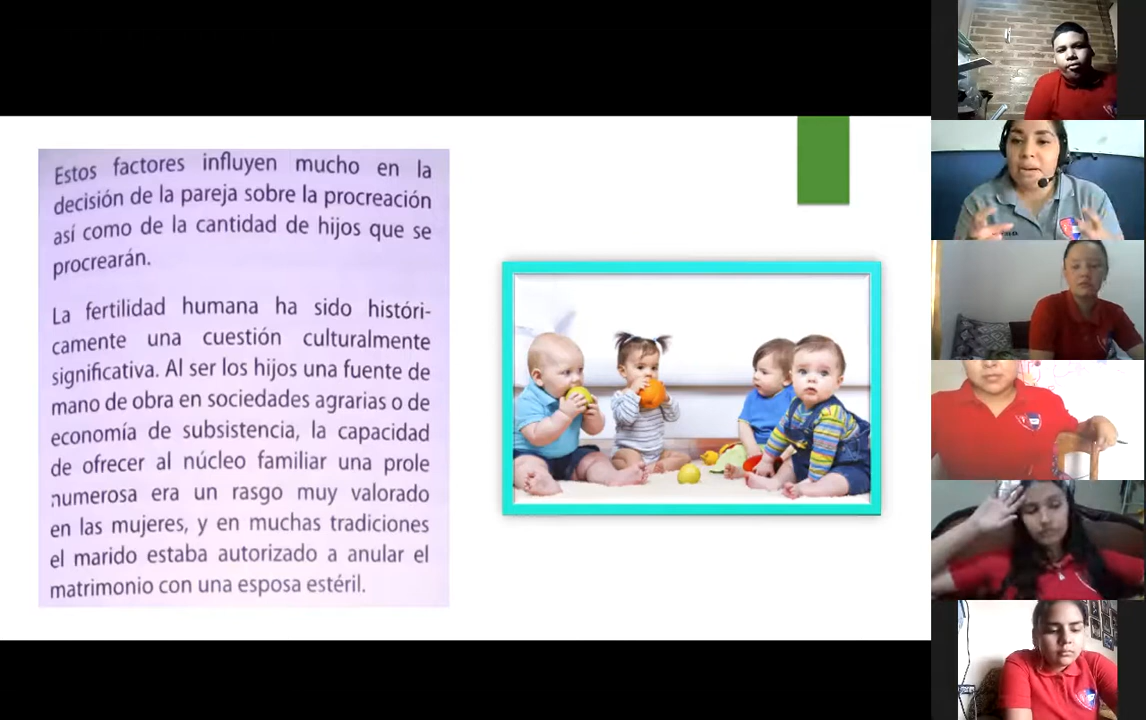 Estos factores influyen mucho en la
decisión de la pareja sobre la procreación
así como de la cantidad de hijos que se
procrearán.
La fertilidad humana ha sido históri-
camente una cuestión culturalmente
significativa. Al ser los hijos una fuente de
mano de obra en sociedades agrarias o de
economía de subsistencia, la capacidad
de ofrecer al núcleo familiar una prole
numerosa era un rasgo muy valorado
en las mujeres, y en muchas tradiciones
el marido estaba autorizado a anular el
matrimonio con una esposa estéril.